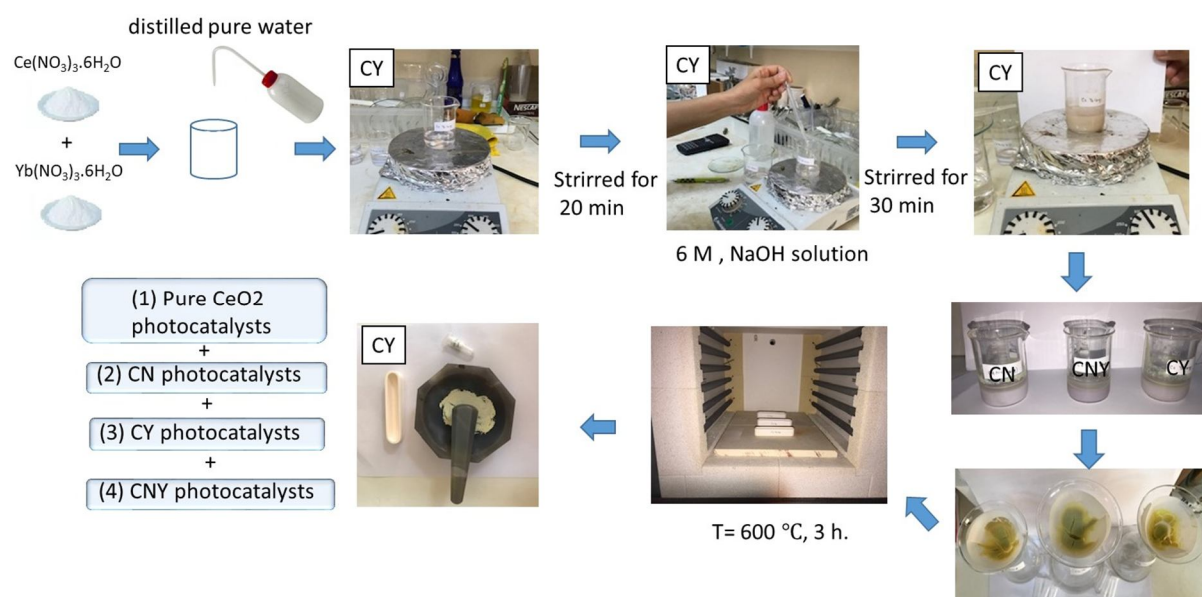 distilled pure water
Ce(NO3)3.6H2O
+
Yb(NO3)3.6H2O
CY
Strirred for
20 min
CY
6 M , NaOH solution
Strirred for
30 min
CY
NESCAFE
CN
CNY
CY
T= 600 °C, 3 h.
CY
(1) Pure CeO2
photocatalysts
+
(2) CN photocatalysts
+
(3) CY photocatalysts
+
(4) CNY photocatalysts